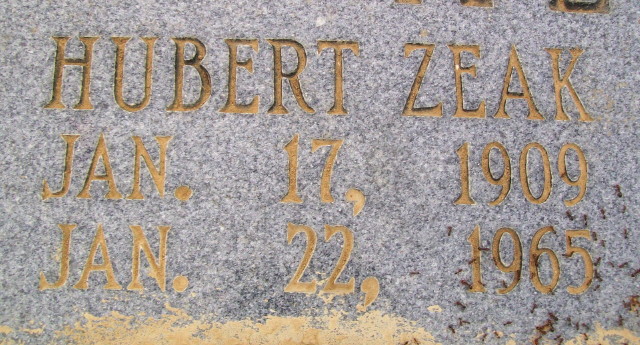 HUBERT ZEAK
JAN. 17, 1909
JAN. 22, 1965